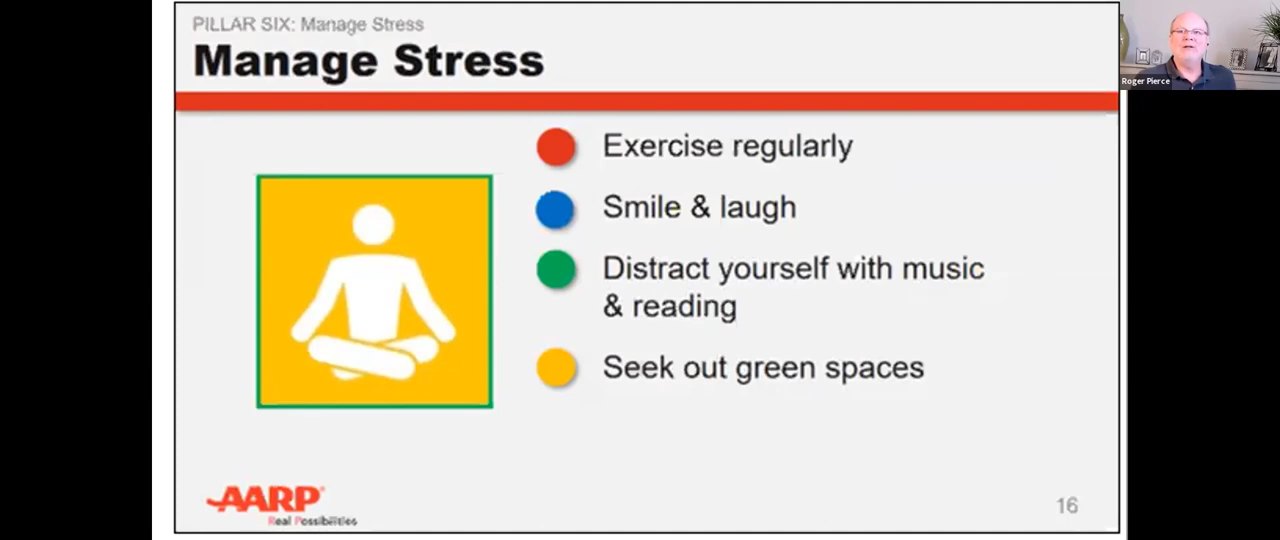 PILLAR SIX: Manage Stress
Manage Stress
Exercise regularly
Smile & laugh
Distract yourself with music
& reading
Seek out green spaces
AARP
Real Possibilities
16
Roger Pierce